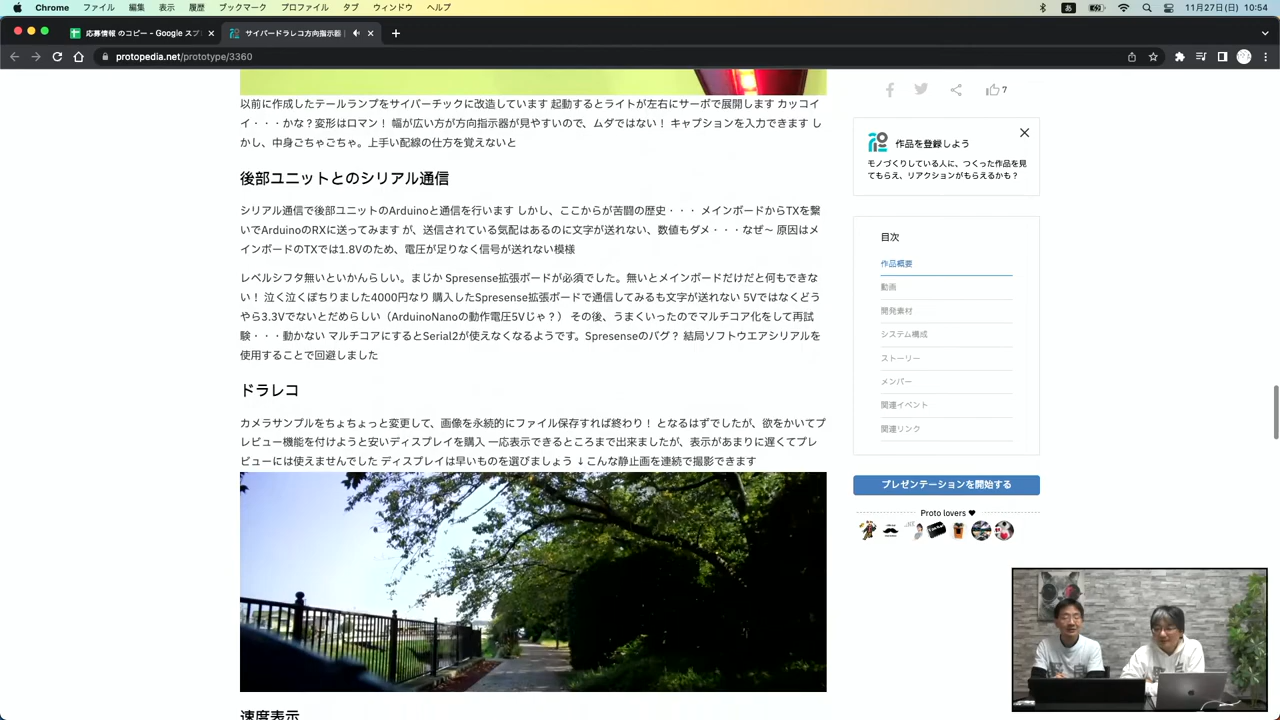 Chrome ファイル 編集 表示 履歴 ブックマーク プロファイル タブ ウィンドウ ヘルプ あ 11月27日(日) 10:54
応募情報 のコピー - Google スプ
サイバードラレコ方向指示器
protopedia.net/prototype/3360
以前に作成したテールランプをサイバーチックに改造しています 起動するとライトが左右にサーボで展開します カッコイ
イ・・・かな？変形はロマン！ 幅が広い方が方向指示器が見やすいので、ムダではない！ キャプションを入力できます し
かし、中身ごちゃごちゃ。上手い配線の仕方を覚えないと
後部ユニットとのシリアル通信
シリアル通信で後部ユニットのArduinoと通信を行います しかし、ここからが苦闘の歴史・・・ メインボードからTXを繋
いでArduinoのRXに送ってみます が、送信されている気配はあるのに文字が送れない、数値もダメ・・・なぜ〜 原因はメ
インボードのTXでは1.8Vのため、電圧が足りなく信号が送れない模様
レベルシフタ無いといかんらしい。まじか Spresense拡張ボードが必須でした。無いとメインボードだけだと何もできな
い！ 泣く泣くぽちりました4000円なり 購入したSpresense拡張ボードで通信してみるも文字が送れない 5Vではなくどう
やら3.3Vでないとだめらしい（ArduinoNanoの動作電圧5Vじゃ？） その後、うまくいったのでマルチコア化をして再試
験・・・動かない マルチコアにするとSerial2が使えなくなるようです。Spresenseのバグ？ 結局ソフトウエアシリアルを
使用することで回避しました
ドラレコ
カメラサンプルをちょちょっと変更して、画像を永続的にファイル保存すれば終わり！ となるはずでしたが、欲をかいてプ
レビュー機能を付けようと安いディスプレイを購入 一応表示できるところまで出来ましたが、表示があまりに遅くてプレ
ビューには使えませんでした ディスプレイは早いものを選びましょう ↓こんな静止画を連続で撮影できます
速度表示
7
作品を登録しよう
モノづくりしている人に、つくった作品を見
てもらえ、リアクションがもらえるかも？
目次
作品概要
動画
開発素材
システム構成
ストーリー
メンバー
関連イベント
関連リンク
プレゼンテーションを開始する
Proto lovers